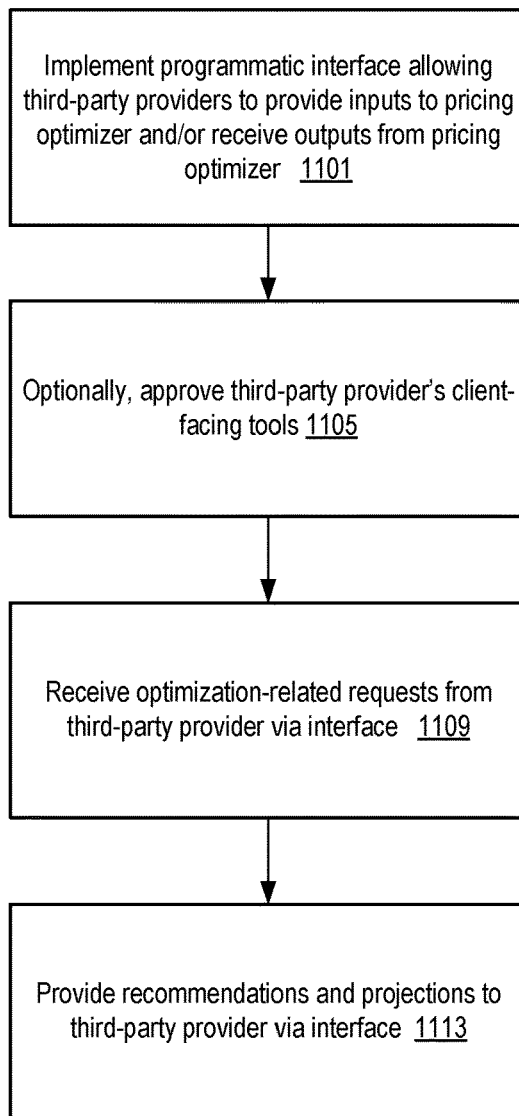 Implement programmatic interface allowing
third-party providers to provide inputs to pricing
optimizer and/or receive outputs from pricing
optimizer 1101
Optionally, approve third-party provider's client-
facing tools 1105
Receive optimization-related requests from
third-party provider via interface 1109
Provide recommendations and projections to
third-party provider via interface 1113